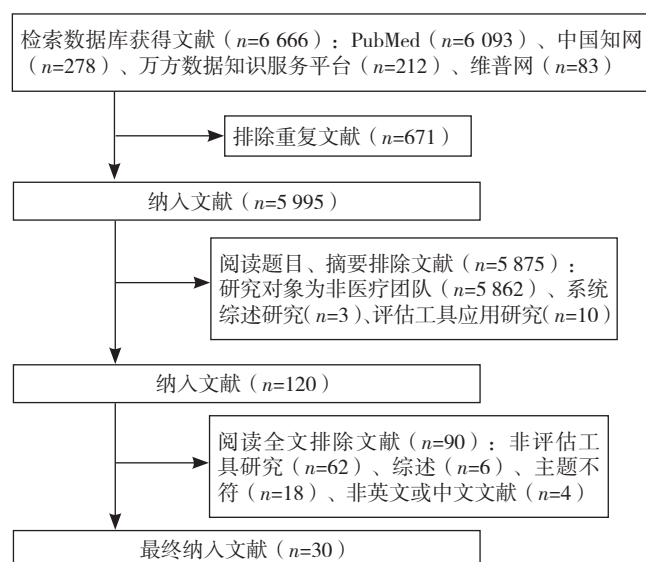 检索数据库获得文献（n=6 666）：PubMed（n=6 093）、中国知网
（n=278）、万方数据知识服务平台（n=212）、维普网（n=83）
排除重复文献（n=671）
纳入文献（n=5 995）
阅读题目、摘要排除文献（n=5 875）：
研究对象为非医疗团队（n=5 862）、系统
综述研究（n=3）、评估工具应用研究（n=10）
纳入文献（n=120）
阅读全文排除文献（n=90）：非评估工
具研究（n=62）、综述（n=6）、主题不
符（n=18）、非英文或中文文献（n=4）
最终纳入文献（n=30）